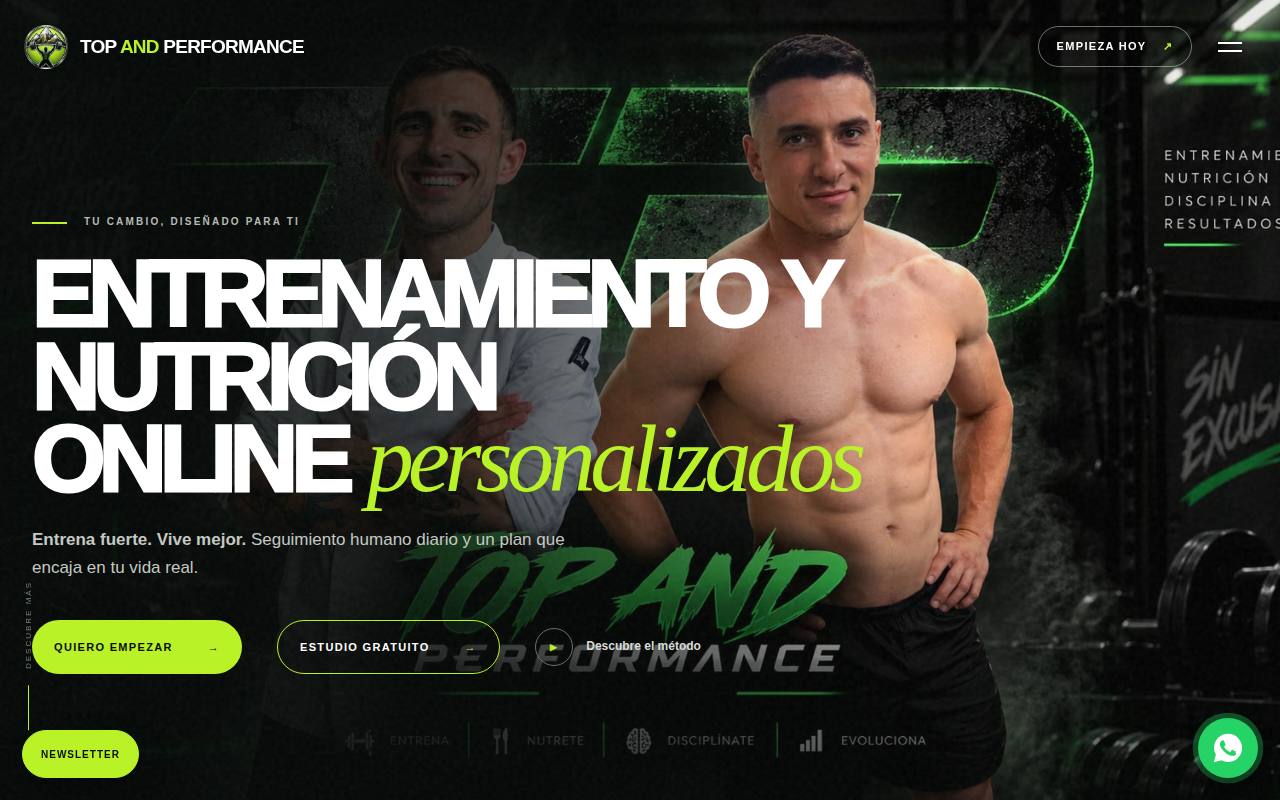 TOP AND PERFORMANCE
EMPIEZA HOY ↗
TP
ENTRENAMIE
NUTRICIÓN
DISCIPLINA
RESULTADOS
TU CAMBIO, DISEÑADO PARA TI
ENTRENAMIENTO Y
NUTRICIÓN
ONLINE personalizados
SIN
EXCUS
Entrena fuerte. Vive mejor. Seguimiento humano diario y un plan que
encaja en tu vida real.
TOP AND
PERFORMANCE
DESCUBRE MÁS
QUIERO EMPEZAR →
ESTUDIO GRATUITO →
Descubre el método
ENTRENA
NUTRETE
DISCIPLÍNATE
EVOLUCIONA
NEWSLETTER